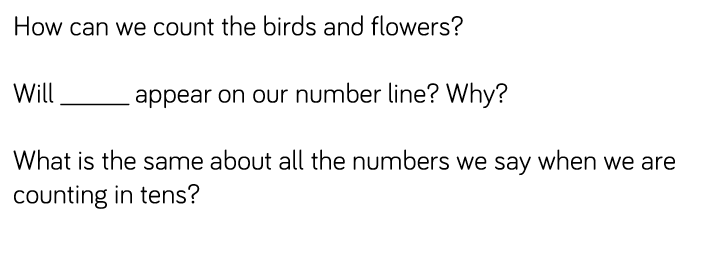 How can we count the birds and flowers?
Will _____ appear on our number line? Why?
What is the same about all the numbers we say when we are
counting in tens?